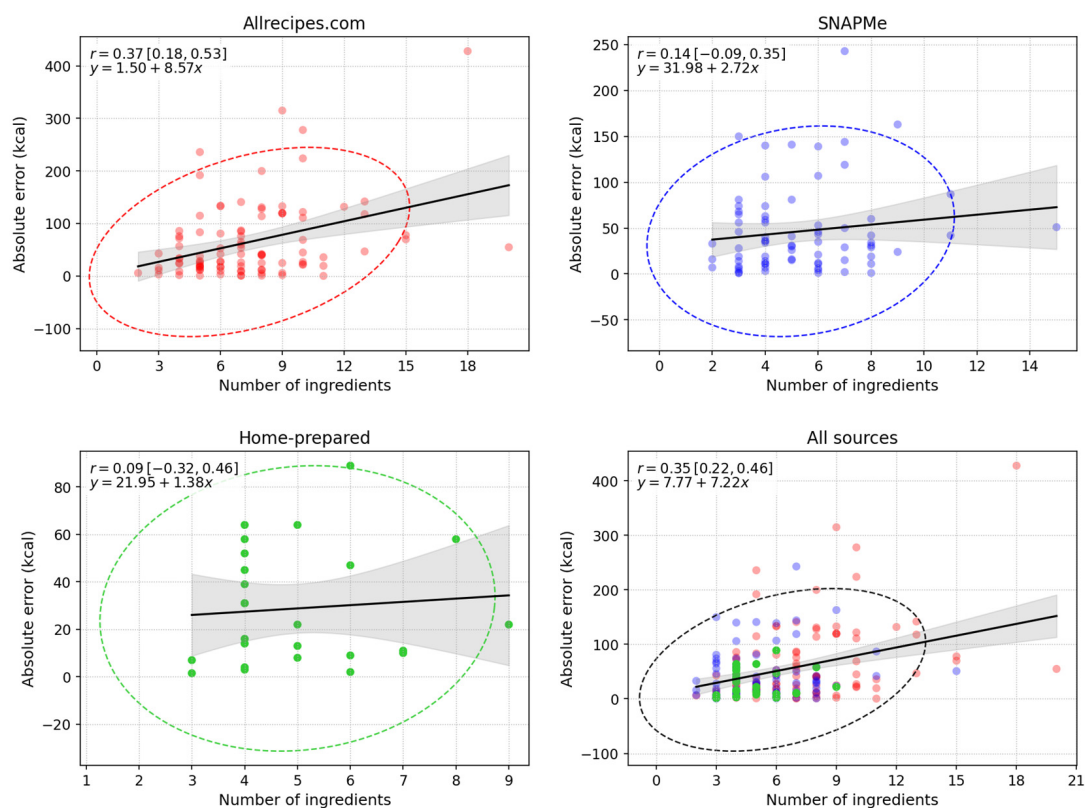 Allrecipes.com
r = 0.37 [0.18, 0.53]
y = 1.50 + 8.57x
Absolute error (kcal)
400
300
200
100
0
−100
0 3 6 9 12 15 18
Number of ingredients
SNAPMe
r = 0.14 [−0.09, 0.35]
y = 31.98 + 2.72x
Absolute error (kcal)
250
200
150
100
50
0
−50
0 2 4 6 8 10 12 14
Number of ingredients
Home-prepared
r = 0.09 [−0.32, 0.46]
y = 21.95 + 1.38x
Absolute error (kcal)
80
60
40
20
0
−20
1 2 3 4 5 6 7 8 9
Number of ingredients
All sources
r = 0.35 [0.22, 0.46]
y = 7.77 + 7.22x
Absolute error (kcal)
400
300
200
100
0
−100
0 3 6 9 12 15 18 21
Number of ingredients